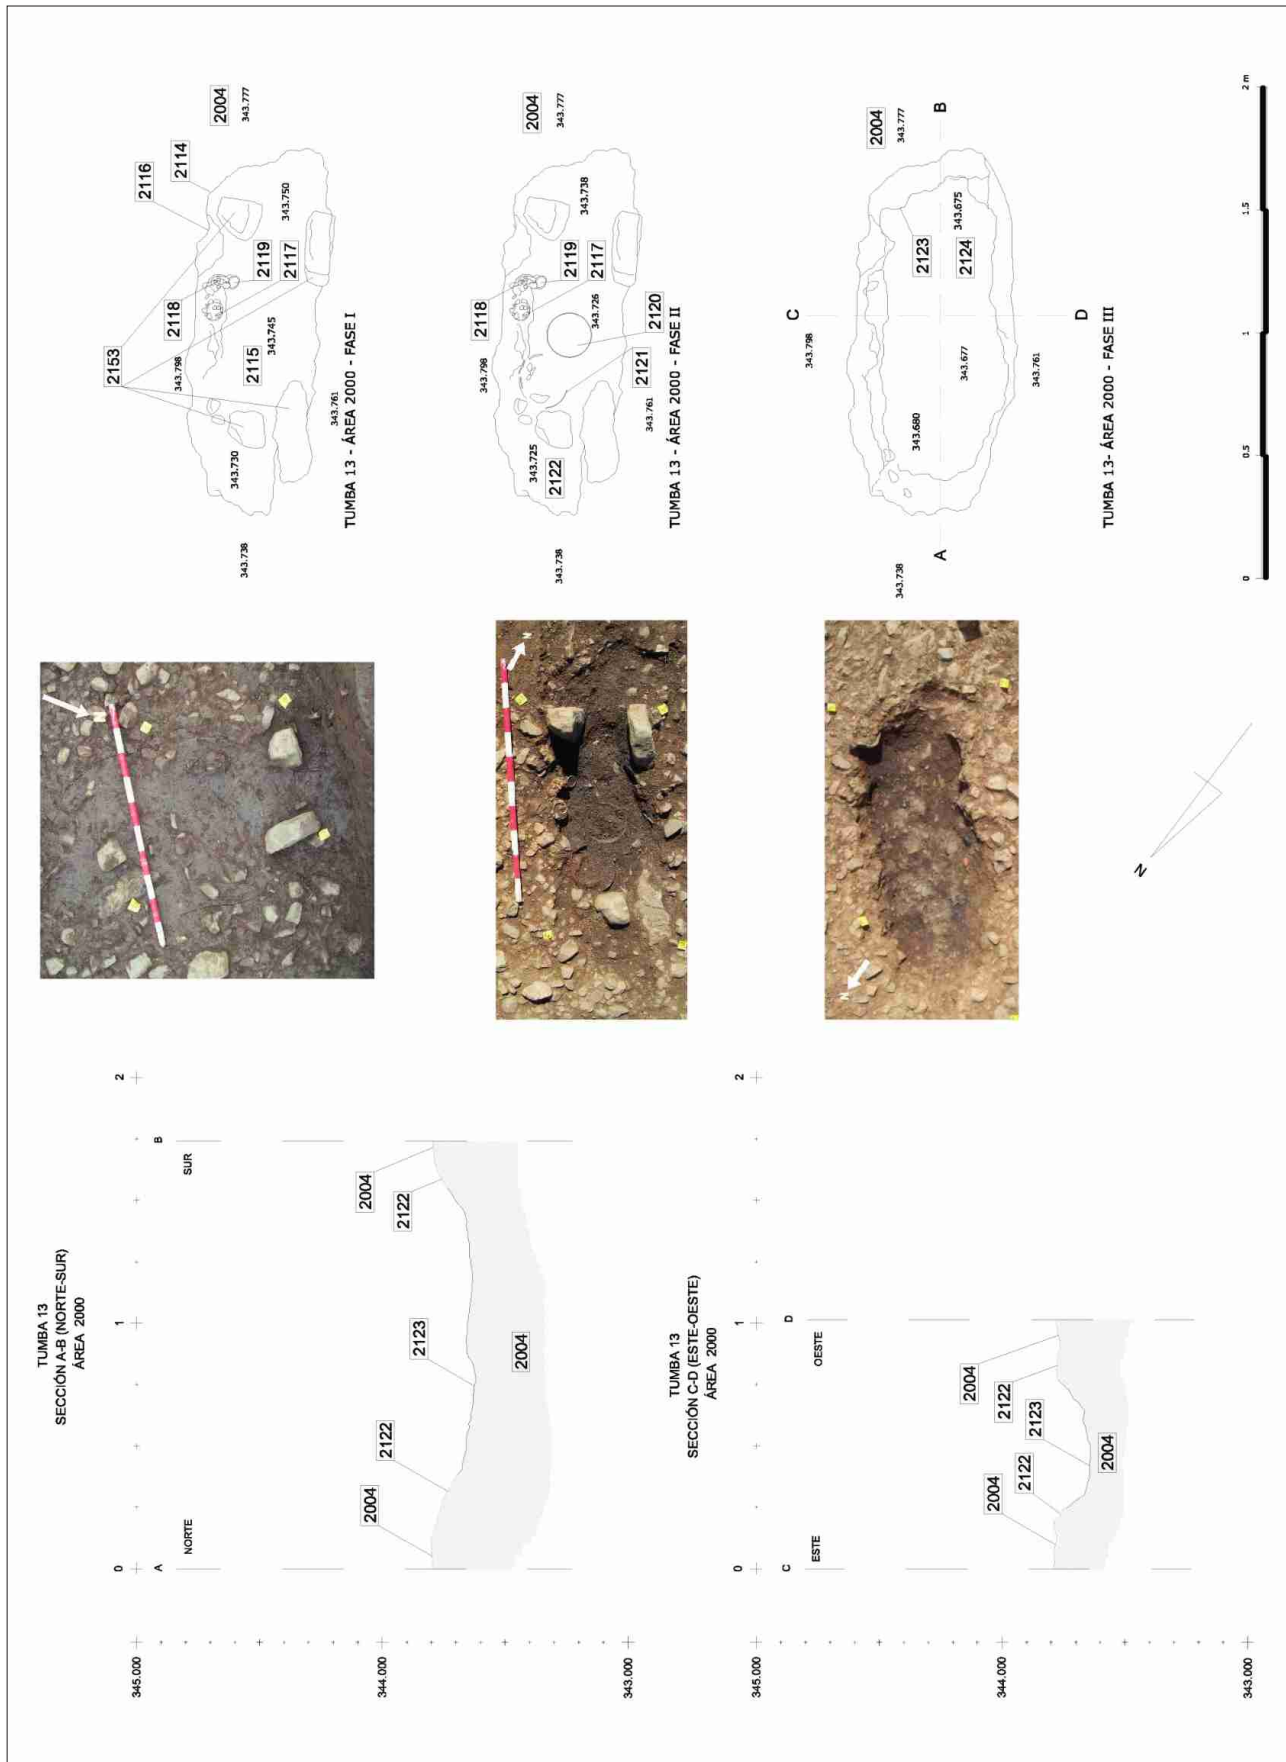 TUMBA 13
SECCIÓN A-B (NORTE-SUR)
ÁREA 2000
0
1
2
A
B
NORTE
SUR
345.000
344.000
343.000
2004
2122
2123
2122
2004
2004
TUMBA 13
SECCIÓN C-D (ESTE-OESTE)
ÁREA 2000
0
1
2
C
D
ESTE
OESTE
345.000
344.000
343.000
2004
2122
2123
2122
2004
2004
N
N
N
2153
2118
2116
2114
2004
343.777
343.798
2119
2117
2115
343.745
343.750
343.730
343.761
343.738
TUMBA 13 - ÁREA 2000 - FASE I
2004
343.777
343.798
2118
2119
2117
343.738
343.726
343.725
2122
2120
2121
343.761
343.738
TUMBA 13 - ÁREA 2000 - FASE II
C
343.798
2004
343.777
A
B
2123
2124
343.675
343.677
343.680
343.738
343.761
D
TUMBA 13- ÁREA 2000 - FASE III
0
0.5
1
1.5
2 m